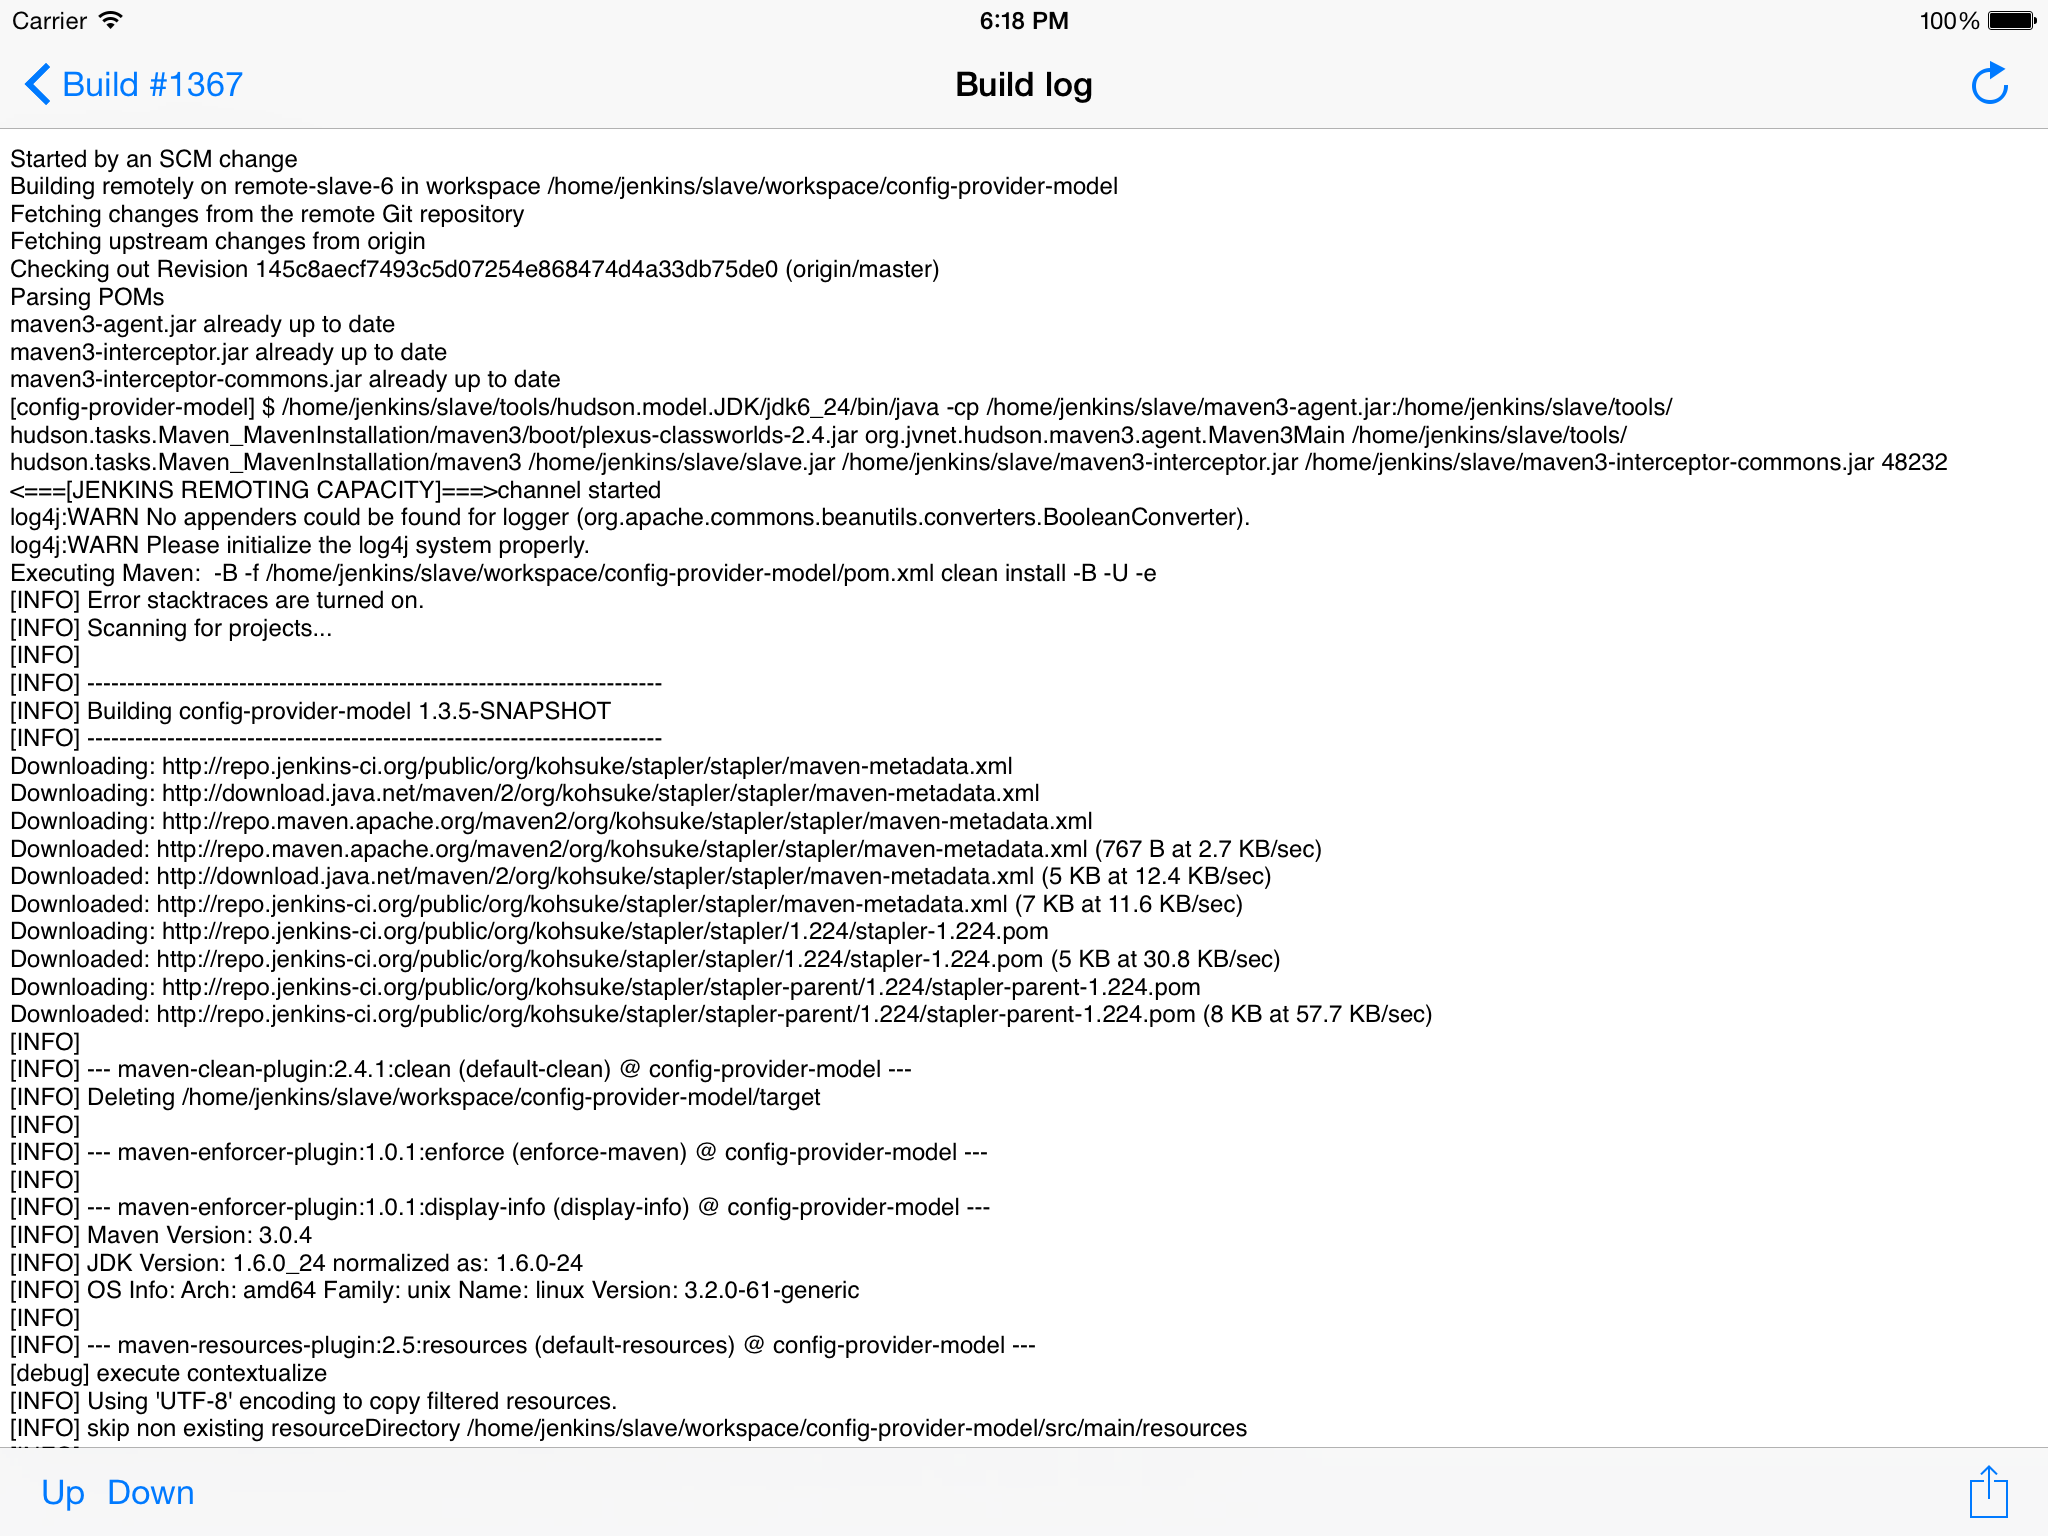 Carrier 6:18 PM 100%
Build #1367 Build log
Started by an SCM change
Building remotely on remote-slave-6 in workspace /home/jenkins/slave/workspace/config-provider-model
Fetching changes from the remote Git repository
Fetching upstream changes from origin
Checking out Revision 145c8aecf7493c5d07254e868474d4a33db75de0 (origin/master)
Parsing POMs
maven3-agent.jar already up to date
maven3-interceptor.jar already up to date
maven3-interceptor-commons.jar already up to date
[config-provider-model] $ /home/jenkins/slave/tools/hudson.model.JDK/jdk6_24/bin/java -cp /home/jenkins/slave/maven3-agent.jar:/home/jenkins/slave/tools/
hudson.tasks.Maven_MavenInstallation/maven3/boot/plexus-classworlds-2.4.jar org.jvnet.hudson.maven3.agent.Maven3Main /home/jenkins/slave/tools/
hudson.tasks.Maven_MavenInstallation/maven3 /home/jenkins/slave/slave.jar /home/jenkins/slave/maven3-interceptor.jar /home/jenkins/slave/maven3-interceptor-commons.jar 48232
<===[JENKINS REMOTING CAPACITY]===>channel started
log4j:WARN No appenders could be found for logger (org.apache.commons.beanutils.converters.BooleanConverter).
log4j:WARN Please initialize the log4j system properly.
Executing Maven:  -B -f /home/jenkins/slave/workspace/config-provider-model/pom.xml clean install -B -U -e
[INFO] Error stacktraces are turned on.
[INFO] Scanning for projects...
[INFO]
[INFO] ------------------------------------------------------------------------
[INFO] Building config-provider-model 1.3.5-SNAPSHOT
[INFO] ------------------------------------------------------------------------
Downloading: http://repo.jenkins-ci.org/public/org/kohsuke/stapler/stapler/maven-metadata.xml
Downloading: http://download.java.net/maven/2/org/kohsuke/stapler/stapler/maven-metadata.xml
Downloading: http://repo.maven.apache.org/maven2/org/kohsuke/stapler/stapler/maven-metadata.xml
Downloaded: http://repo.maven.apache.org/maven2/org/kohsuke/stapler/stapler/maven-metadata.xml (767 B at 2.7 KB/sec)
Downloaded: http://download.java.net/maven/2/org/kohsuke/stapler/stapler/maven-metadata.xml (5 KB at 12.4 KB/sec)
Downloaded: http://repo.jenkins-ci.org/public/org/kohsuke/stapler/stapler/maven-metadata.xml (7 KB at 11.6 KB/sec)
Downloading: http://repo.jenkins-ci.org/public/org/kohsuke/stapler/stapler/1.224/stapler-1.224.pom
Downloaded: http://repo.jenkins-ci.org/public/org/kohsuke/stapler/stapler/1.224/stapler-1.224.pom (5 KB at 30.8 KB/sec)
Downloading: http://repo.jenkins-ci.org/public/org/kohsuke/stapler/stapler-parent/1.224/stapler-parent-1.224.pom
Downloaded: http://repo.jenkins-ci.org/public/org/kohsuke/stapler/stapler-parent/1.224/stapler-parent-1.224.pom (8 KB at 57.7 KB/sec)
[INFO]
[INFO] --- maven-clean-plugin:2.4.1:clean (default-clean) @ config-provider-model ---
[INFO] Deleting /home/jenkins/slave/workspace/config-provider-model/target
[INFO]
[INFO] --- maven-enforcer-plugin:1.0.1:enforce (enforce-maven) @ config-provider-model ---
[INFO]
[INFO] --- maven-enforcer-plugin:1.0.1:display-info (display-info) @ config-provider-model ---
[INFO] Maven Version: 3.0.4
[INFO] JDK Version: 1.6.0_24 normalized as: 1.6.0-24
[INFO] OS Info: Arch: amd64 Family: unix Name: linux Version: 3.2.0-61-generic
[INFO]
[INFO] --- maven-resources-plugin:2.5:resources (default-resources) @ config-provider-model ---
[debug] execute contextualize
[INFO] Using 'UTF-8' encoding to copy filtered resources.
[INFO] skip non existing resourceDirectory /home/jenkins/slave/workspace/config-provider-model/src/main/resources
Up Down